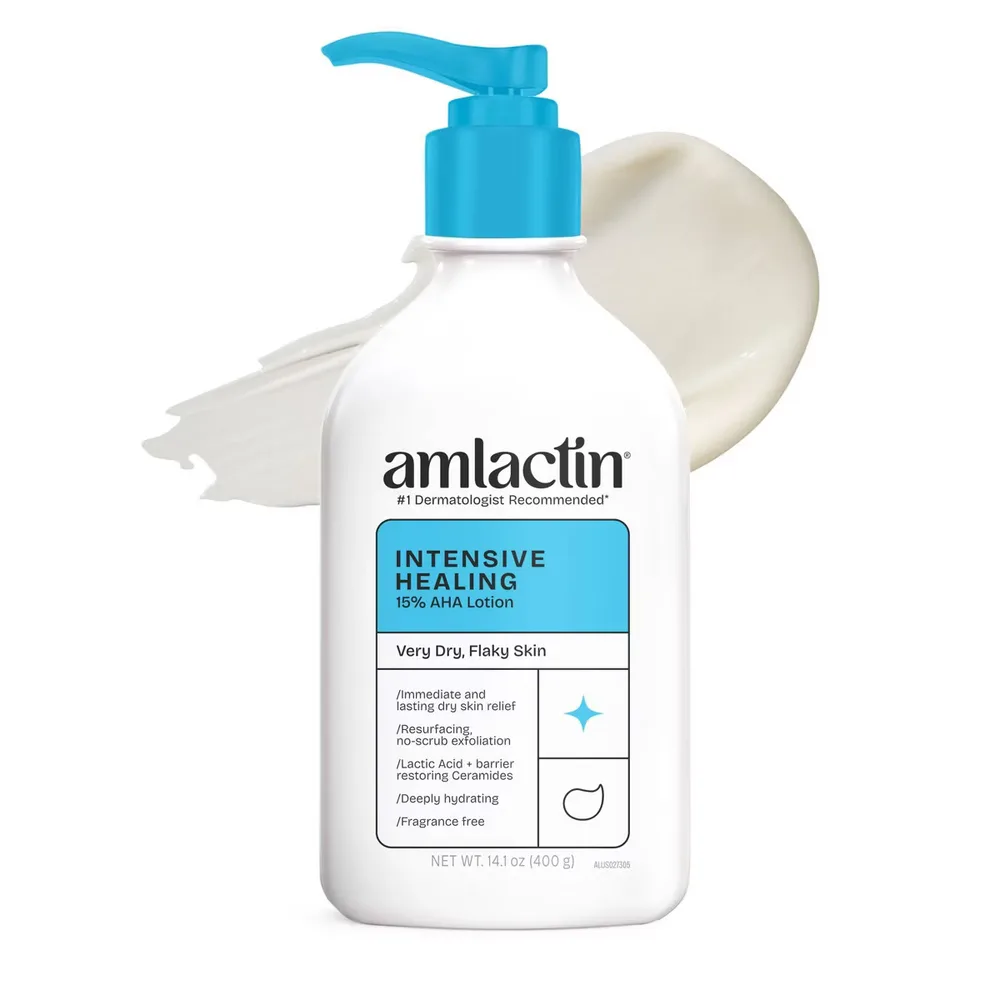 amlactin®
#1 Dermatologist Recommended*
INTENSIVE
HEALING
15% AHA Lotion
Very Dry, Flaky Skin
/Immediate and
lasting dry skin relief
/Resurfacing,
no-scrub exfoliation
/Lactic Acid + barrier
restoring Ceramides
/Deeply hydrating
/Fragrance free
NET WT. 14.1 oz (400 g)
ALUS027305